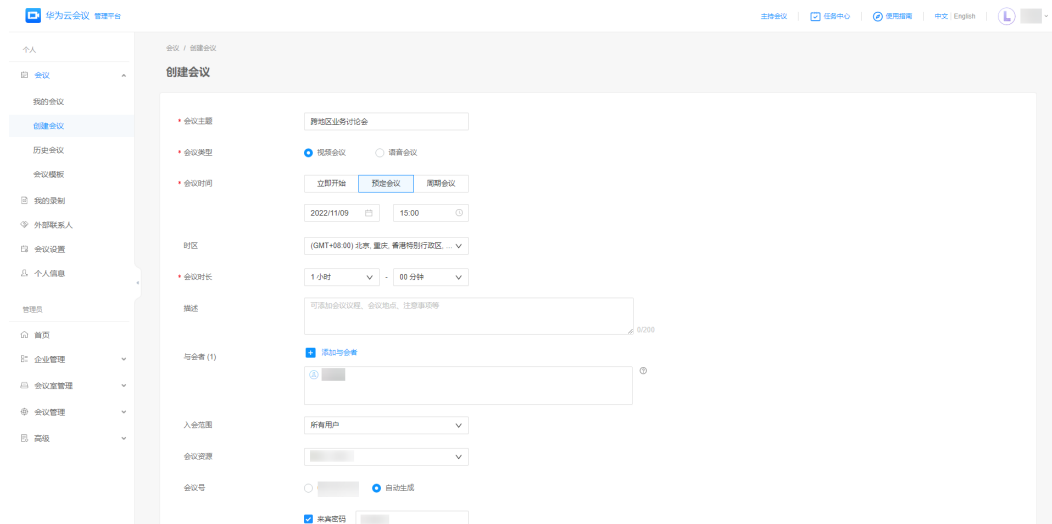 华为云会议 管理平台
主持会议 任务中心 使用指南 中文 English L
个人
会议
我的会议
创建会议
历史会议
会议模板
我的录制
外部联系人
会议设置
个人信息
管理员
首页
企业管理
会议室管理
会议管理
高级
会议 / 创建会议
创建会议
* 会议主题 跨地区业务讨论会
* 会议类型 视频会议 语音会议
* 会议时间 立即开始 预定会议 周期会议
2022/11/09 15:00
时区 (GMT+08:00) 北京, 重庆, 香港特别行政区, ...
* 会议时长 1 小时 - 00 分钟
描述 可添加会议议程、会议地点、注意事项等
0/200
与会者 (1) 添加与会者
入会范围 所有用户
会议资源
会议号 自动生成
来宾密码